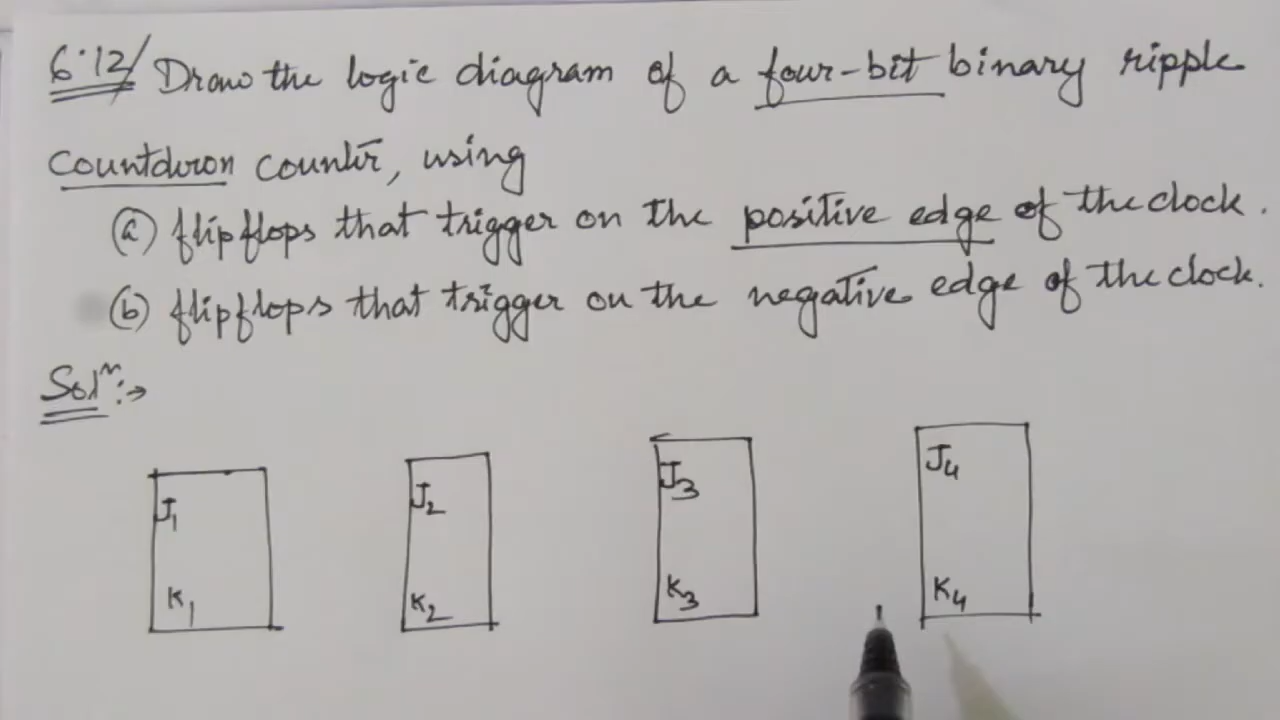 6.12/ Draw the logic diagram of a four-bit binary ripple
Countdown counter, using
(a) flipflops that trigger on the positive edge of the clock.
(b) flipflops that trigger on the negative edge of the clock.
Solⁿ:→
J1 J2 J3 J4
K1 K2 K3 K4